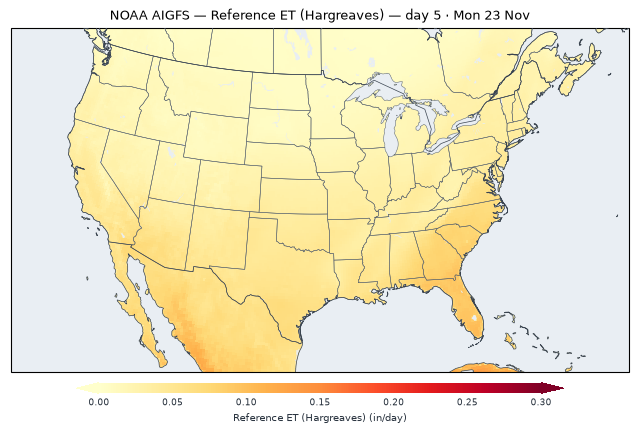 NOAA AIGFS — Reference ET (Hargreaves) — day 5 · Mon 23 Nov
0.00 0.05 0.10 0.15 0.20 0.25 0.30
Reference ET (Hargreaves) (in/day)